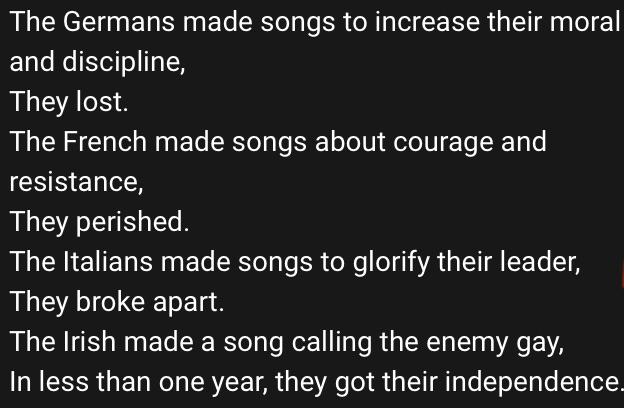 The Germans made songs to increase their moral
and discipline,
They lost.
The French made songs about courage and
resistance,
They perished.
The Italians made songs to glorify their leader,
They broke apart.
The Irish made a song calling the enemy gay,
In less than one year, they got their independence.